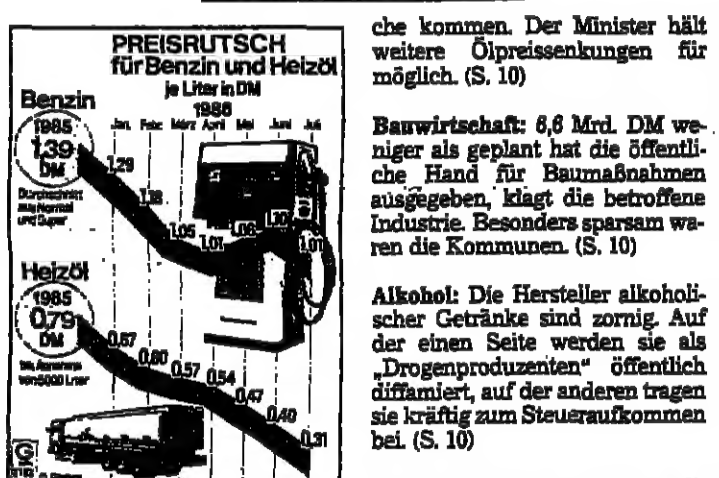 PREISRUTSCH
für Benzin und Heizöl
je Liter in DM
1986
Benzin
1985
1,39
DM
Durchschnitt
aus Normal
und Super
Jan. Febr. März April Mai Juni Juli
1,29
1,18
1,05
1,01
1,06
1,01
Heizöl
1985
0,79
DM
bei Abnahme
von 5000 Liter
0,67
0,60
0,57
0,54
0,47
0,40
0,31
G
che kommen. Der Minister hält
weitere Ölpreissenkungen für
möglich. (S. 10)
Bauwirtschaft: 6,6 Mrd. DM we-
niger als geplant hat die öffentli-
che Hand für Baumaßnahmen
ausgegeben, klagt die betroffene
Industrie. Besonders sparsam wa-
ren die Kommunen. (S. 10)
Alkohol: Die Hersteller alkoholi-
scher Getränke sind zornig. Auf
der einen Seite werden sie als
„Drogenproduzenten“ öffentlich
diffamiert, auf der anderen tragen
sie kräftig zum Steueraufkommen
bei. (S. 10)